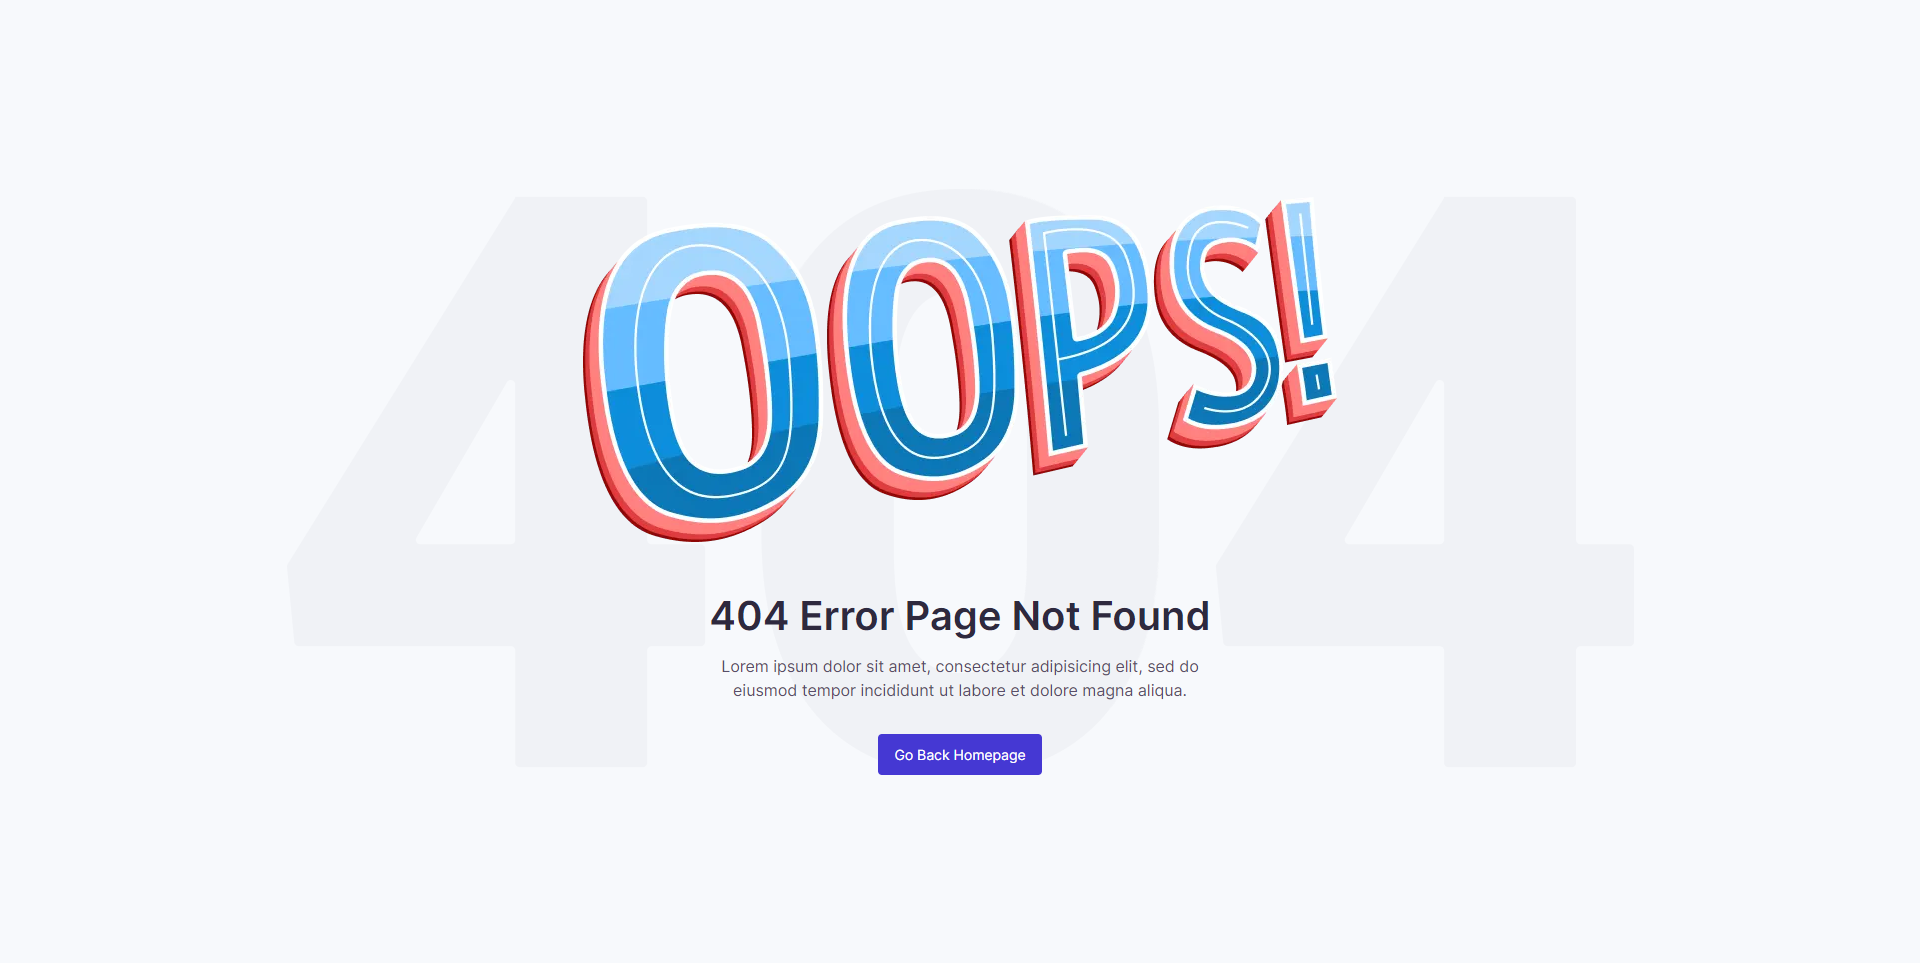 404
OOPS!
404 Error Page Not Found
Lorem ipsum dolor sit amet, consectetur adipisicing elit, sed do
eiusmod tempor incididunt ut labore et dolore magna aliqua.
Go Back Homepage